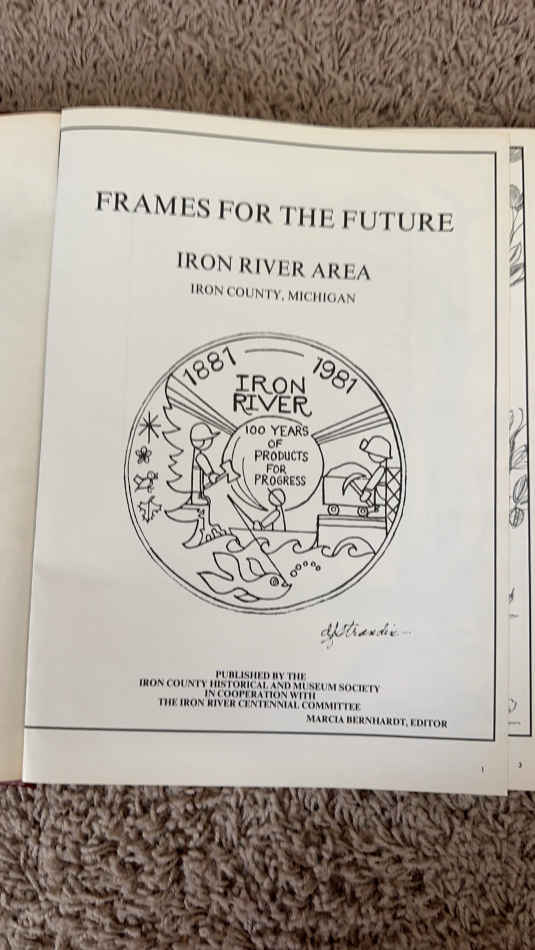 FRAMES FOR THE FUTURE
IRON RIVER AREA
IRON COUNTY, MICHIGAN
1881 — 1981
IRON
RIVER
100 YEARS
OF
PRODUCTS
FOR
PROGRESS
PUBLISHED BY THE
IRON COUNTY HISTORICAL AND MUSEUM SOCIETY
IN COOPERATION WITH
THE IRON RIVER CENTENNIAL COMMITTEE
MARCIA BERNHARDT, EDITOR
1
3